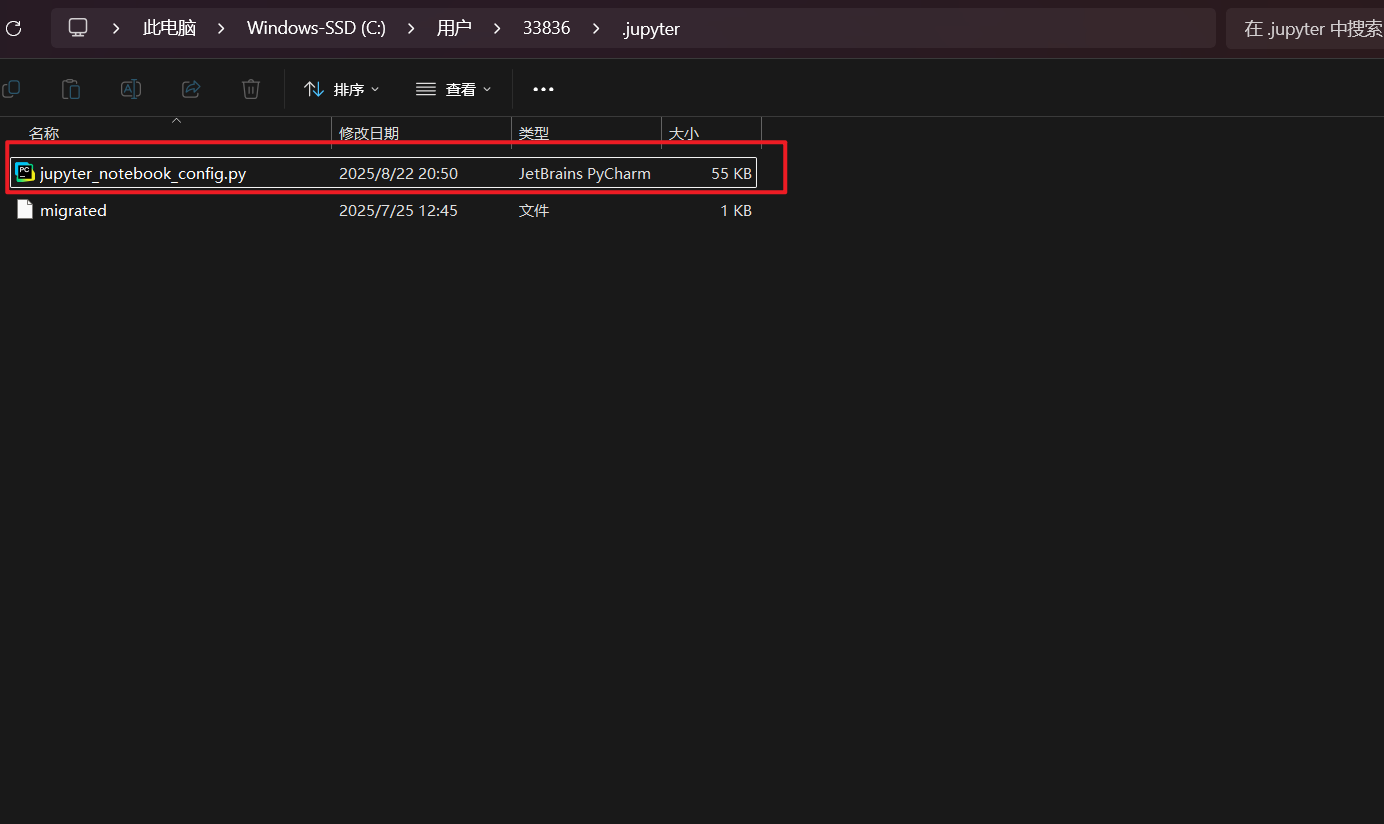 此电脑 > Windows-SSD (C:) > 用户 > 33836 > .jupyter
在 .jupyter 中搜索
排序 查看
名称 修改日期 类型 大小
jupyter_notebook_config.py 2025/8/22 20:50 JetBrains PyCharm 55 KB
migrated 2025/7/25 12:45 文件 1 KB